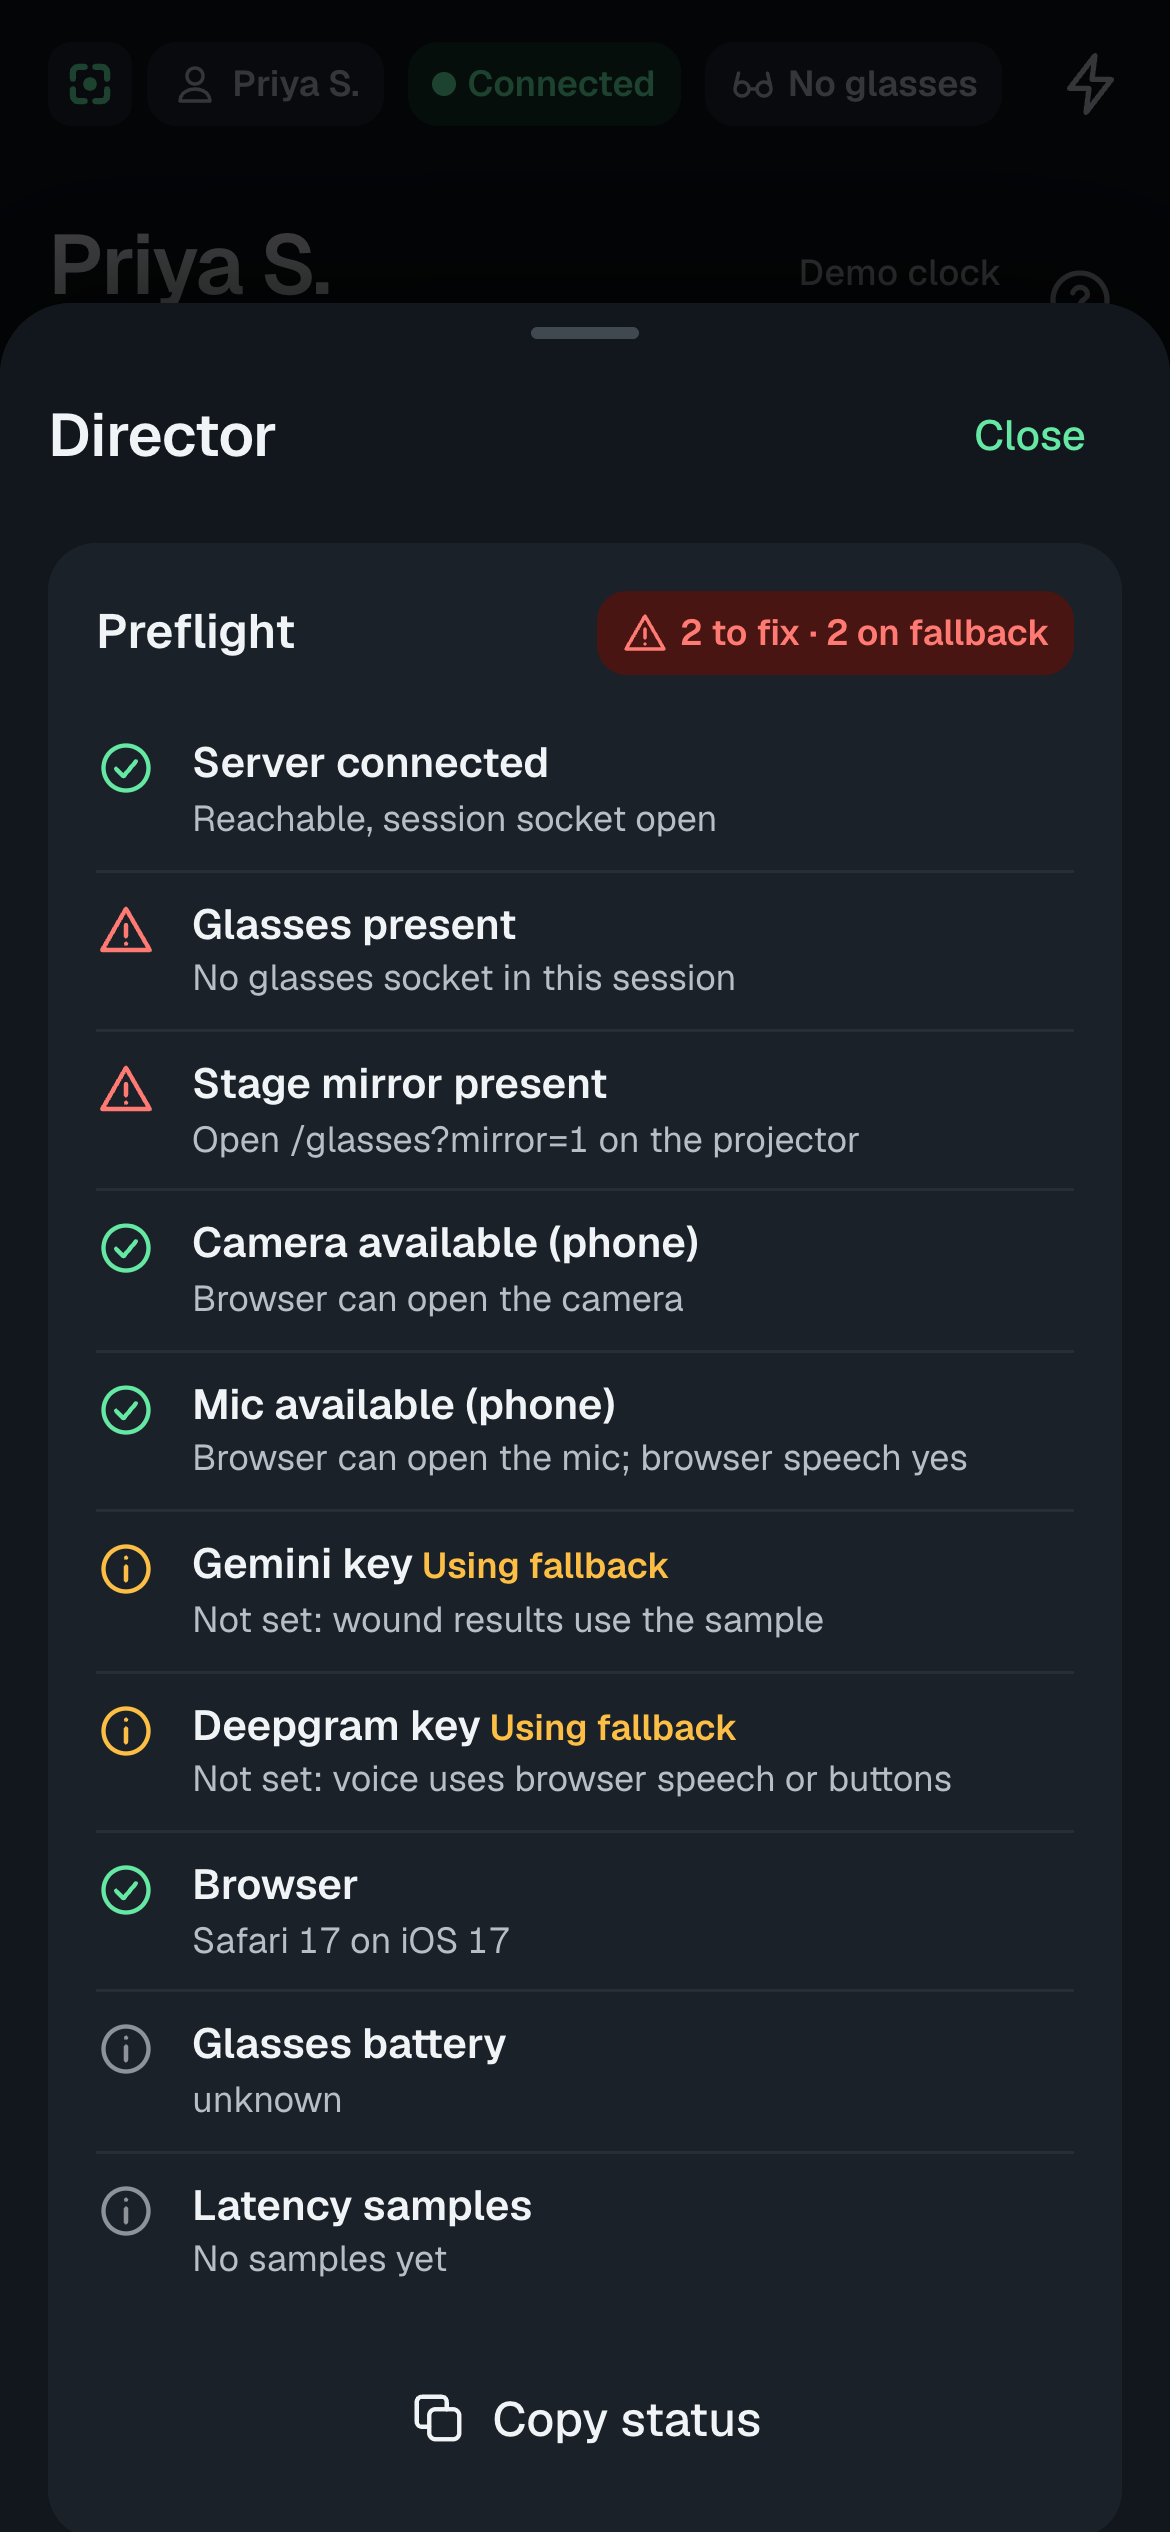 Priya S.
Connected
No glasses
Priya S.
Demo clock
?
Director
Close
Preflight
2 to fix · 2 on fallback
Server connected
Reachable, session socket open
Glasses present
No glasses socket in this session
Stage mirror present
Open /glasses?mirror=1 on the projector
Camera available (phone)
Browser can open the camera
Mic available (phone)
Browser can open the mic; browser speech yes
Gemini key Using fallback
Not set: wound results use the sample
Deepgram key Using fallback
Not set: voice uses browser speech or buttons
Browser
Safari 17 on iOS 17
Glasses battery
unknown
Latency samples
No samples yet
Copy status